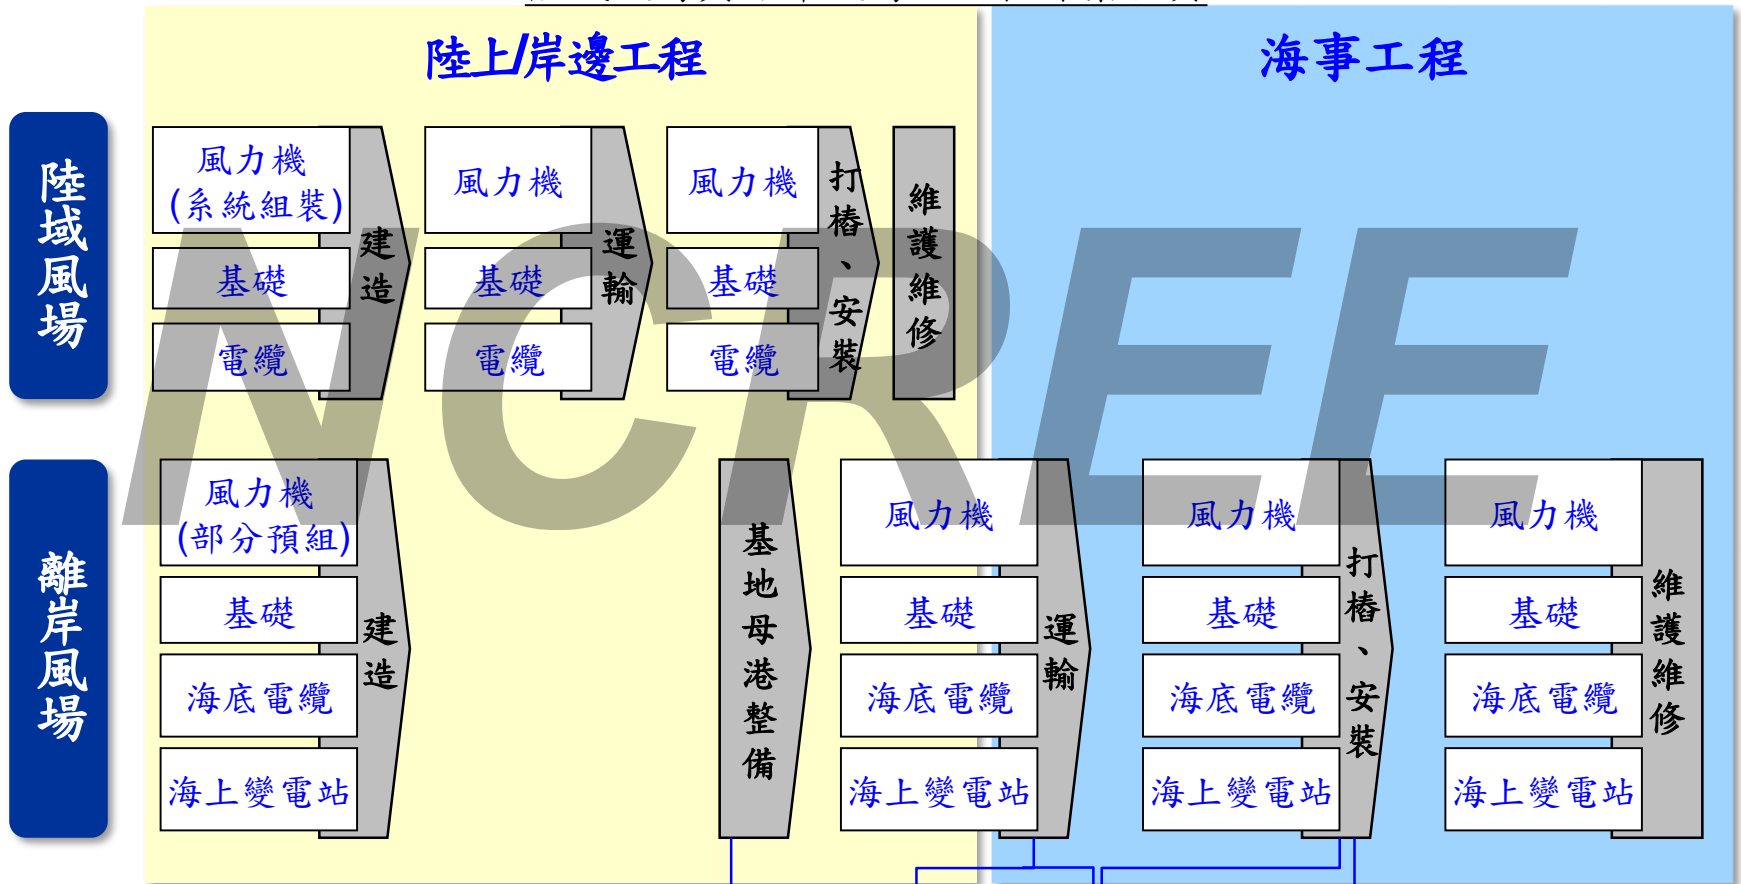 陸上/岸邊工程
海事工程
陸域風場
風力機
(系統組裝)
基礎
電纜
建造
風力機
基礎
電纜
運輸
風力機
基礎
電纜
打樁、安裝
維護維修
離岸風場
風力機
(部分預組)
基礎
海底電纜
海上變電站
建造
基地母港整備
風力機
基礎
海底電纜
海上變電站
運輸
風力機
基礎
海底電纜
海上變電站
打樁、安裝
風力機
基礎
海底電纜
海上變電站
維護維修
NCREE